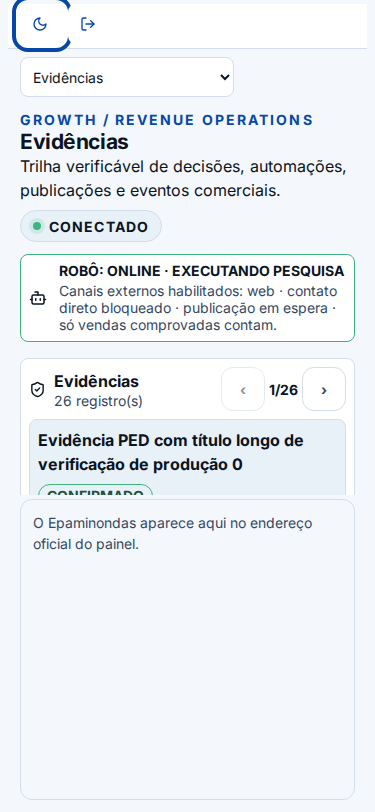 Evidências
GROWTH / REVENUE OPERATIONS
Evidências
Trilha verificável de decisões, automações,
publicações e eventos comerciais.
CONECTADO
ROBÔ: ONLINE · EXECUTANDO PESQUISA
Canais externos habilitados: web · contato
direto bloqueado · publicação em espera ·
só vendas comprovadas contam.
Evidências
26 registro(s)
‹ 1/26 ›
Evidência PED com título longo de
verificação de produção 0
CONFIRMADO
O Epaminondas aparece aqui no endereço
oficial do painel.